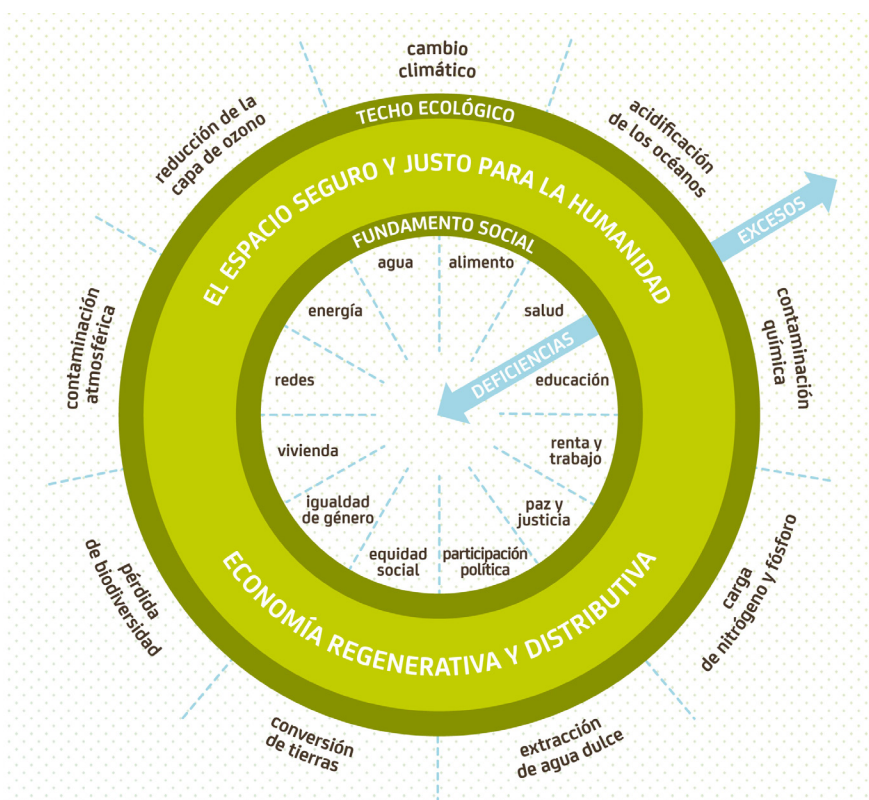 cambio
climático
acidificación
de los océanos
EXCESOS
contaminación
química
carga
de nitrógeno y fósforo
extracción
de agua dulce
conversión
de tierras
pérdida
de biodiversidad
contaminación
atmosférica
reducción de la
capa de ozono
TECHO ECOLÓGICO
EL ESPACIO SEGURO Y JUSTO PARA LA HUMANIDAD
FUNDAMENTO SOCIAL
agua
alimento
energía
salud
DEFICIENCIAS
redes
educación
vivienda
renta y
trabajo
igualdad
de género
paz y
justicia
equidad
social
participación
política
ECONOMÍA REGENERATIVA Y DISTRIBUTIVA